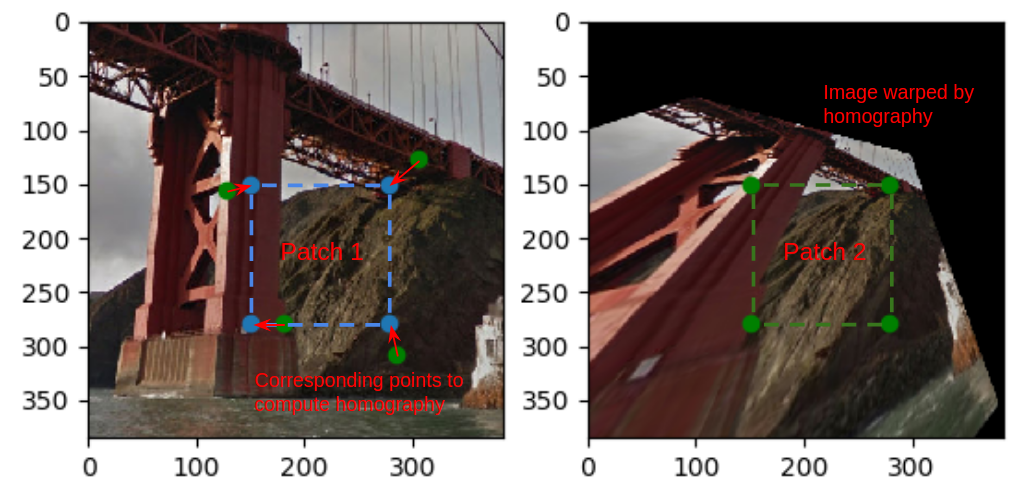 0
50
100
150
200
250
300
350
0 100 200 300
Patch 1
Corresponding points to
compute homography
0
50
100
150
200
250
300
350
0 100 200 300
Image warped by
homography
Patch 2